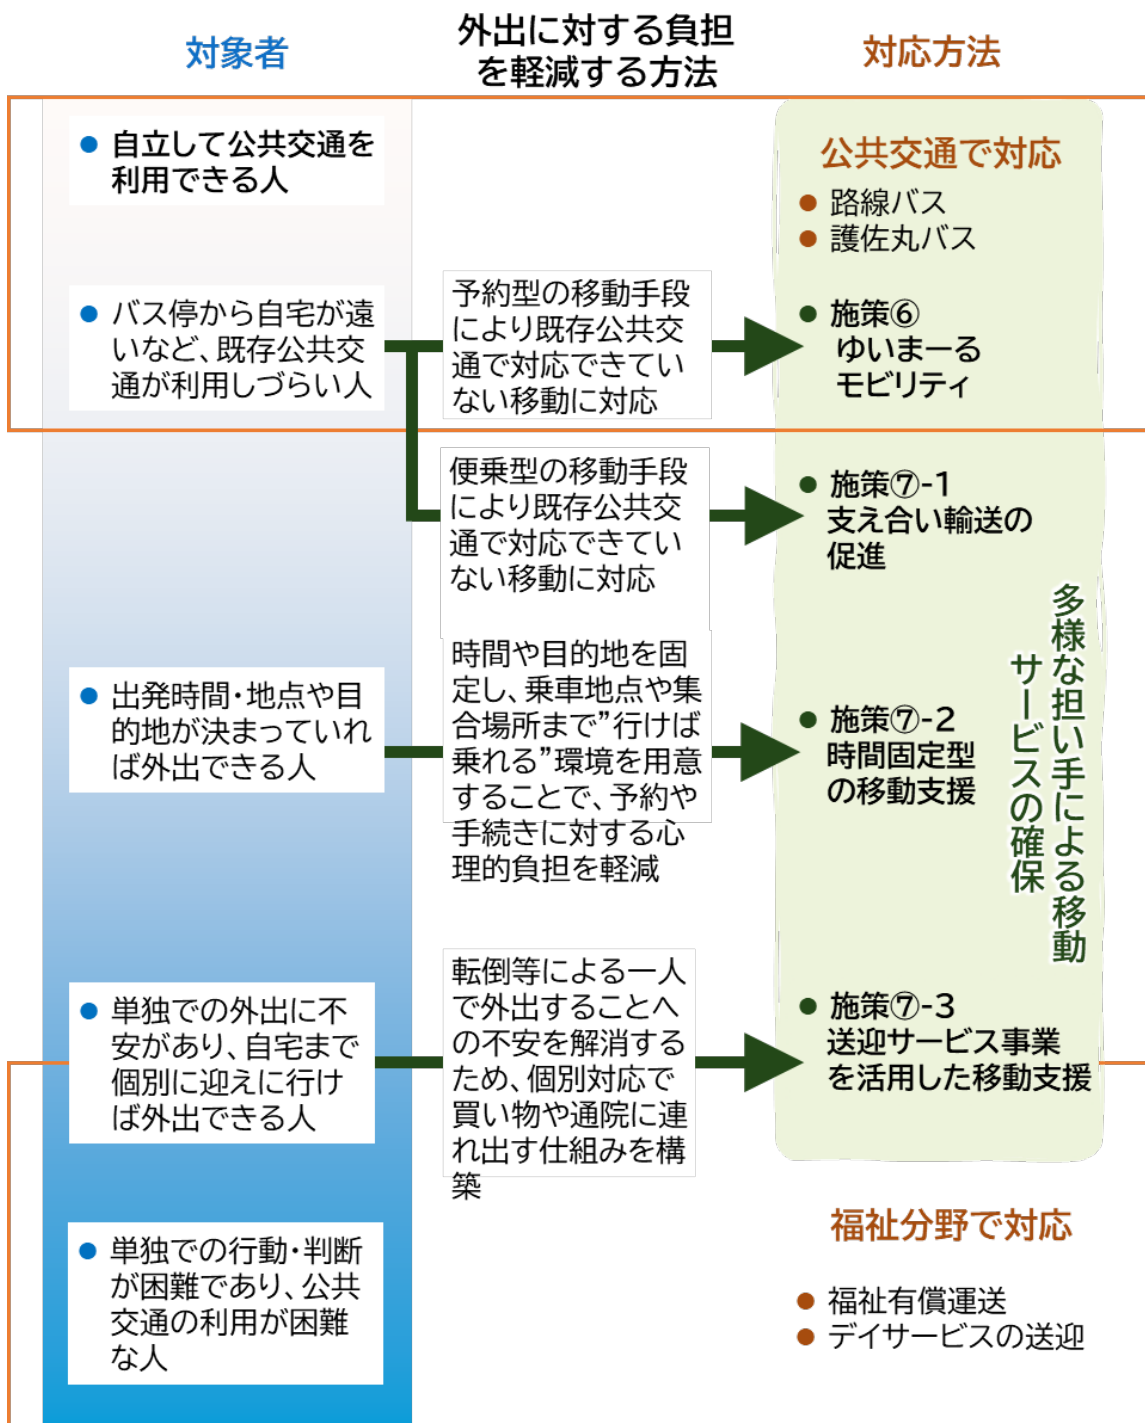 対象者
外出に対する負担
を軽減する方法
対応方法
● 自立して公共交通を
利用できる人
公共交通で対応
● 路線バス
● 護佐丸バス
● バス停から自宅が遠
いなど、既存公共交
通が利用しづらい人
予約型の移動手段
により既存公共交
通で対応できてい
ない移動に対応
● 施策⑥
ゆいまーる
モビリティ
便乗型の移動手段
により既存公共交
通で対応できてい
ない移動に対応
● 施策⑦-1
支え合い輸送の
促進
● 出発時間・地点や目
的地が決まっていれ
ば外出できる人
時間や目的地を固
定し、乗車地点や集
合場所まで”行けば
乗れる”環境を用意
することで、予約や
手続きに対する心
理的負担を軽減
● 施策⑦-2
時間固定型
の移動支援
多様な担い手による移動
サービスの確保
● 単独での外出に不
安があり、自宅まで
個別に迎えに行け
ば外出できる人
転倒等による一人
で外出することへ
の不安を解消する
ため、個別対応で
買い物や通院に連
れ出す仕組みを構
築
● 施策⑦-3
送迎サービス事業
を活用した移動支援
● 単独での行動・判断
が困難であり、公共
交通の利用が困難
な人
福祉分野で対応
● 福祉有償運送
● デイサービスの送迎